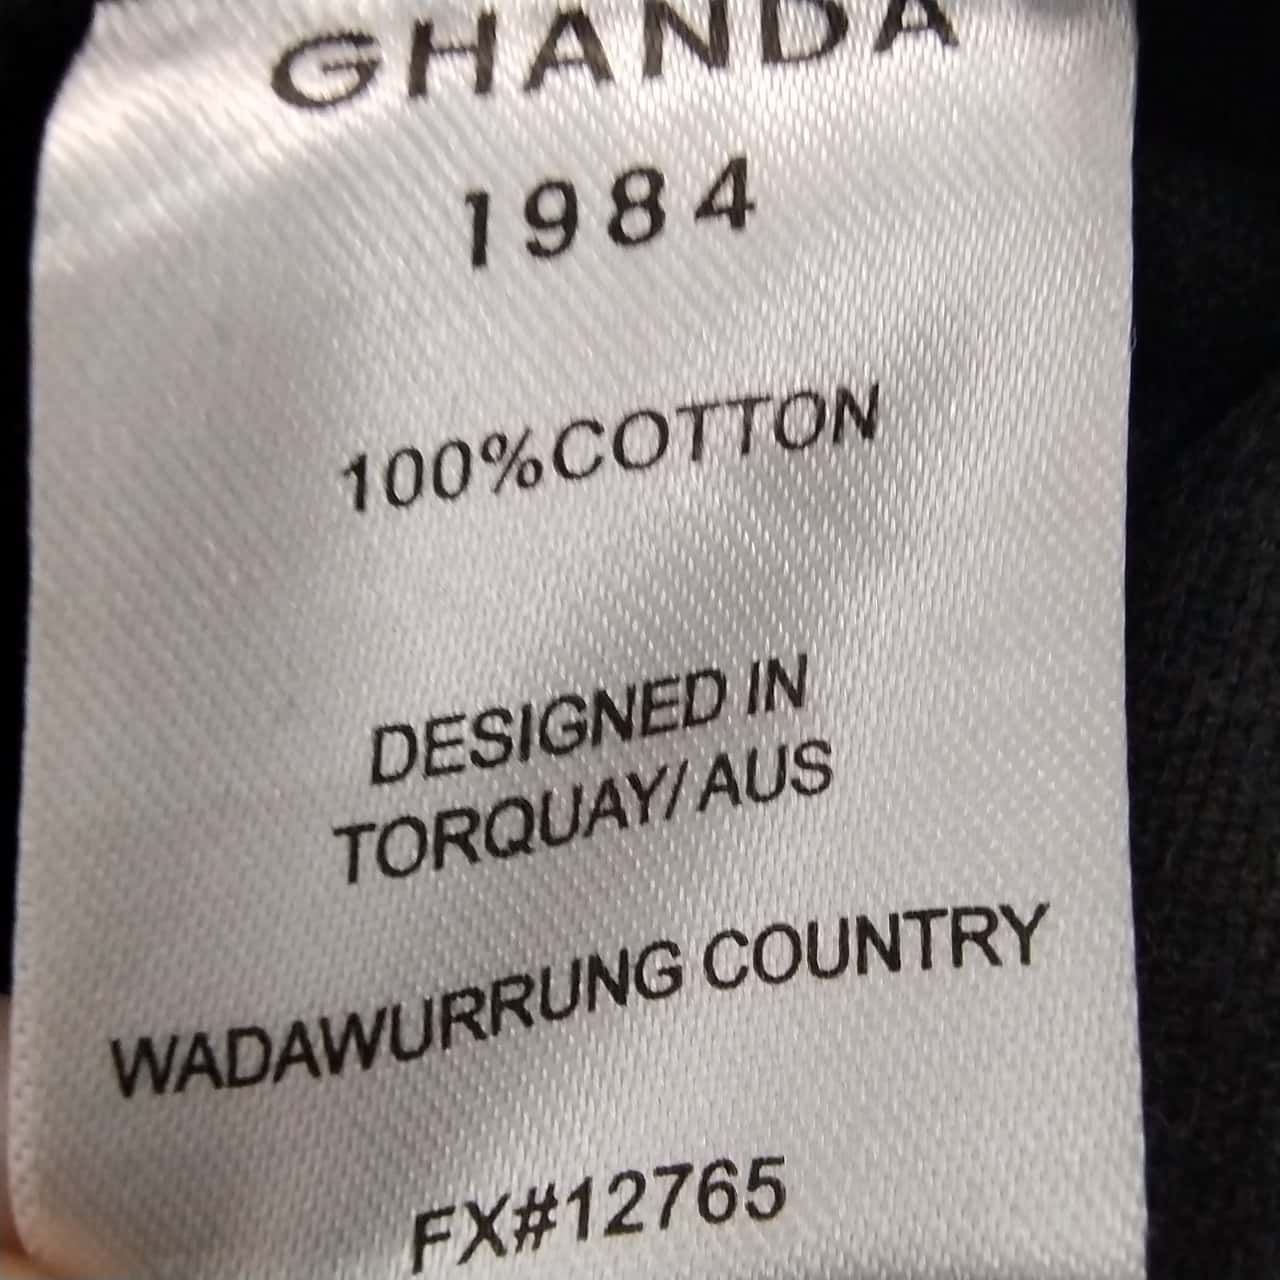 GHANDA
1984
100%COTTON
DESIGNED IN
TORQUAY/AUS
WADAWURRUNG COUNTRY
FX#12765